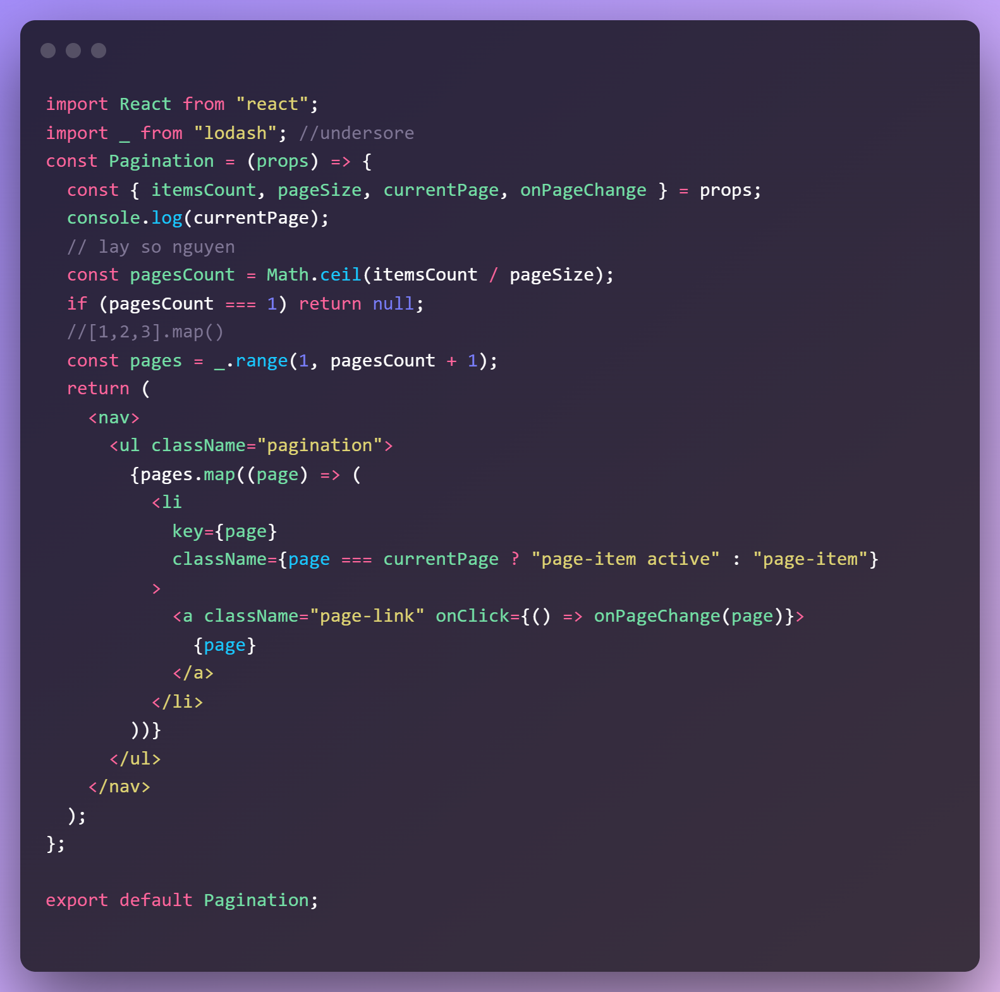 import React from "react";
import _ from "lodash"; //undersore
const Pagination = (props) => {
  const { itemsCount, pageSize, currentPage, onPageChange } = props;
  console.log(currentPage);
  // lay so nguyen
  const pagesCount = Math.ceil(itemsCount / pageSize);
  if (pagesCount === 1) return null;
  //[1,2,3].map()
  const pages = _.range(1, pagesCount + 1);
  return (
    <nav>
      <ul className="pagination">
        {pages.map((page) => (
          <li
            key={page}
            className={page === currentPage ? "page-item active" : "page-item"}
          >
            <a className="page-link" onClick={() => onPageChange(page)}>
              {page}
            </a>
          </li>
        ))}
      </ul>
    </nav>
  );
};

export default Pagination;